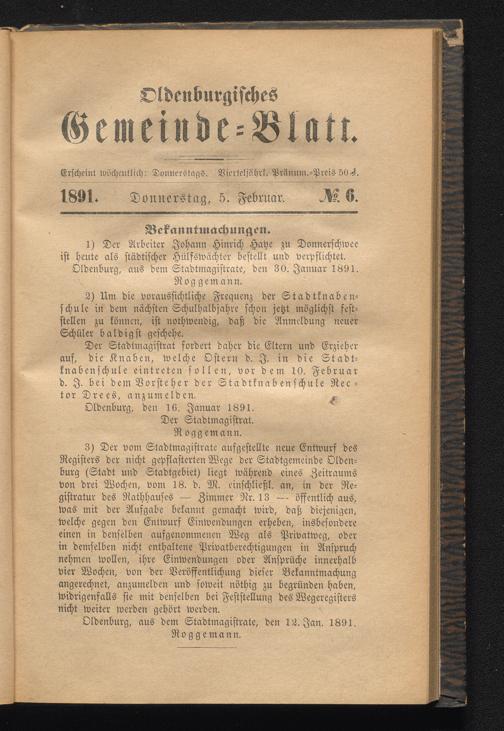 Oldenburgisches
Gemeinde-Blatt.
Erscheint wöchentlich: Donnerstags. Vierteljährl. Pränum.-Preis 50 ₰.
1891. Donnerstag, 5. Februar. № 6.
Bekanntmachungen.
1) Der Arbeiter Johann Hinrich Haye zu Donnerschwee
ist heute als städtischer Hülfswächter bestellt und verpflichtet.
Oldenburg, aus dem Stadtmagistrate, den 30. Januar 1891.
Roggemann.
2) Um die voraussichtliche Frequenz der Stadtknaben-
schule in dem nächsten Schulhalbjahre schon jetzt möglichst fest-
stellen zu können, ist nothwendig, daß die Anmeldung neuer
Schüler baldigst geschehe.
Der Stadtmagistrat fordert daher die Eltern und Erzieher
auf, die Knaben, welche Ostern d. J. in die Stadt-
knabenschule eintreten sollen, vor dem 10. Februar
d. J. bei dem Vorsteher der Stadtknabenschule Rec-
tor Drees, anzumelden.
Oldenburg, den 16. Januar 1891.
Der Stadtmagistrat.
Roggemann.
3) Der vom Stadtmagistrate aufgestellte neue Entwurf des
Registers der nicht gepflasterten Wege der Stadtgemeinde Olden-
burg (Stadt und Stadtgebiet) liegt während eines Zeitraums
von drei Wochen, vom 18. d. M. einschließl. an, in der Re-
gistratur des Rathhauses — Zimmer Nr. 13 — öffentlich aus,
was mit der Aufgabe bekannt gemacht wird, daß diejenigen,
welche gegen den Entwurf Einwendungen erheben, insbesondere
einen in denselben aufgenommenen Weg als Privatweg, oder
in demselben nicht enthaltene Privatberechtigungen in Anspruch
nehmen wollen, ihre Einwendungen oder Ansprüche innerhalb
vier Wochen, von der Veröffentlichung dieser Bekanntmachung
angerechnet, anzumelden und soweit nöthig zu begründen haben,
widrigenfalls sie mit denselben bei Feststellung des Wegeregisters
nicht weiter werden gehört werden.
Oldenburg, aus dem Stadtmagistrate, den 12. Jan. 1891.
Roggemann.